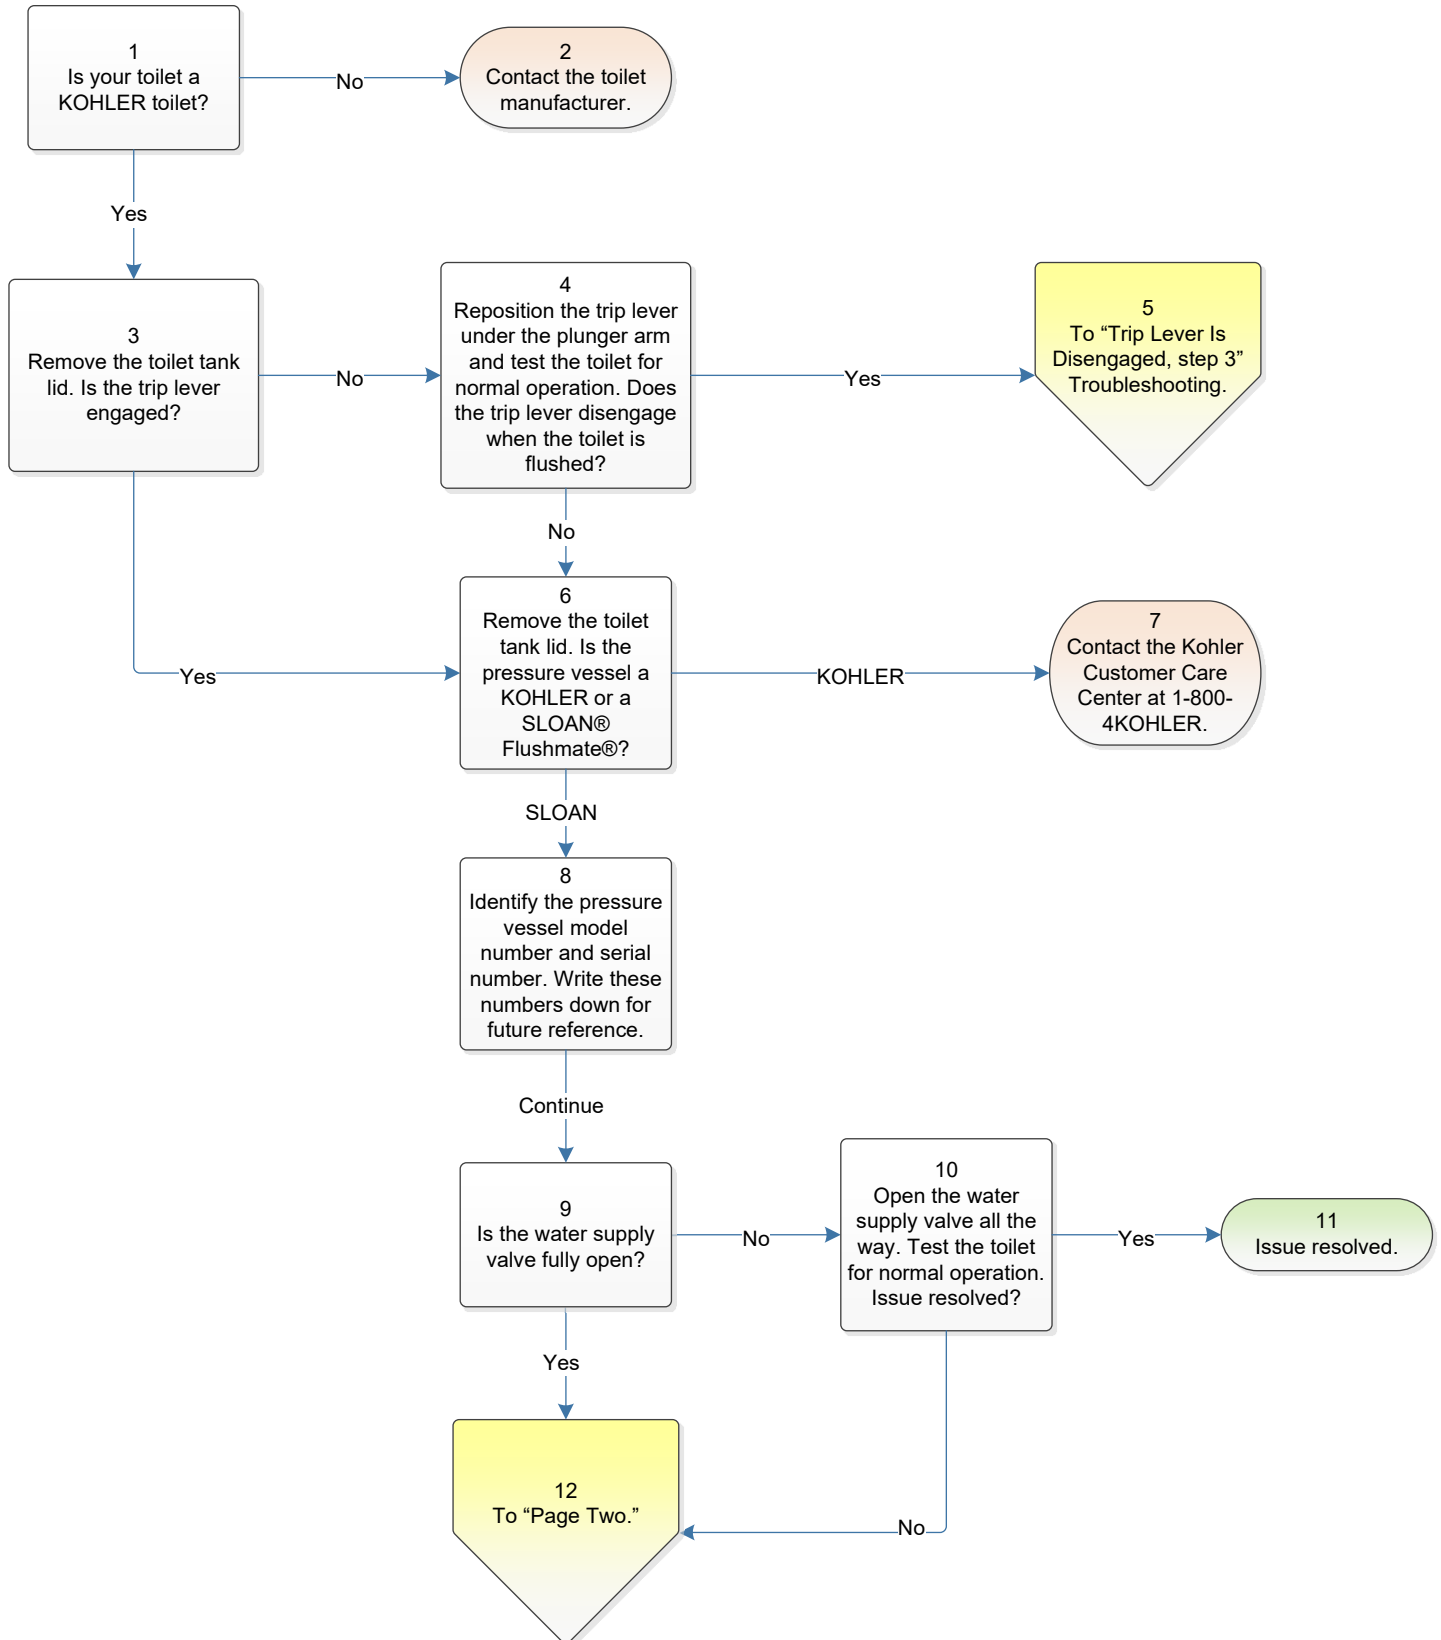 1
Is your toilet a
KOHLER toilet?
No
2
Contact the toilet
manufacturer.
Yes
3
Remove the toilet tank
lid. Is the trip lever
engaged?
No
4
Reposition the trip lever
under the plunger arm
and test the toilet for
normal operation. Does
the trip lever disengage
when the toilet is
flushed?
Yes
5
To “Trip Lever Is
Disengaged, step 3”
Troubleshooting.
No
Yes
6
Remove the toilet
tank lid. Is the
pressure vessel a
KOHLER or a
SLOAN®
Flushmate®?
KOHLER
7
Contact the Kohler
Customer Care
Center at 1-800-
4KOHLER.
SLOAN
8
Identify the pressure
vessel model
number and serial
number. Write these
numbers down for
future reference.
Continue
9
Is the water supply
valve fully open?
No
10
Open the water
supply valve all the
way. Test the toilet
for normal operation.
Issue resolved?
Yes
11
Issue resolved.
Yes
12
To “Page Two.”
No